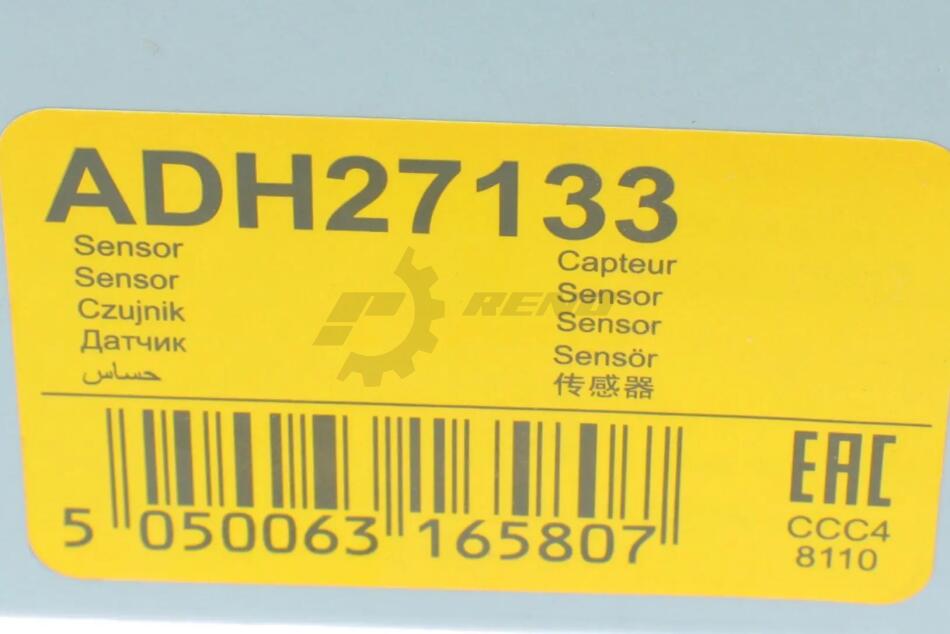 ADH27133
Sensor
Sensor
Czujnik
Датчик
حساس
Capteur
Sensor
Sensor
Sensör
传感器
RENO
5 050063 165807
EAC
CCC4
8110